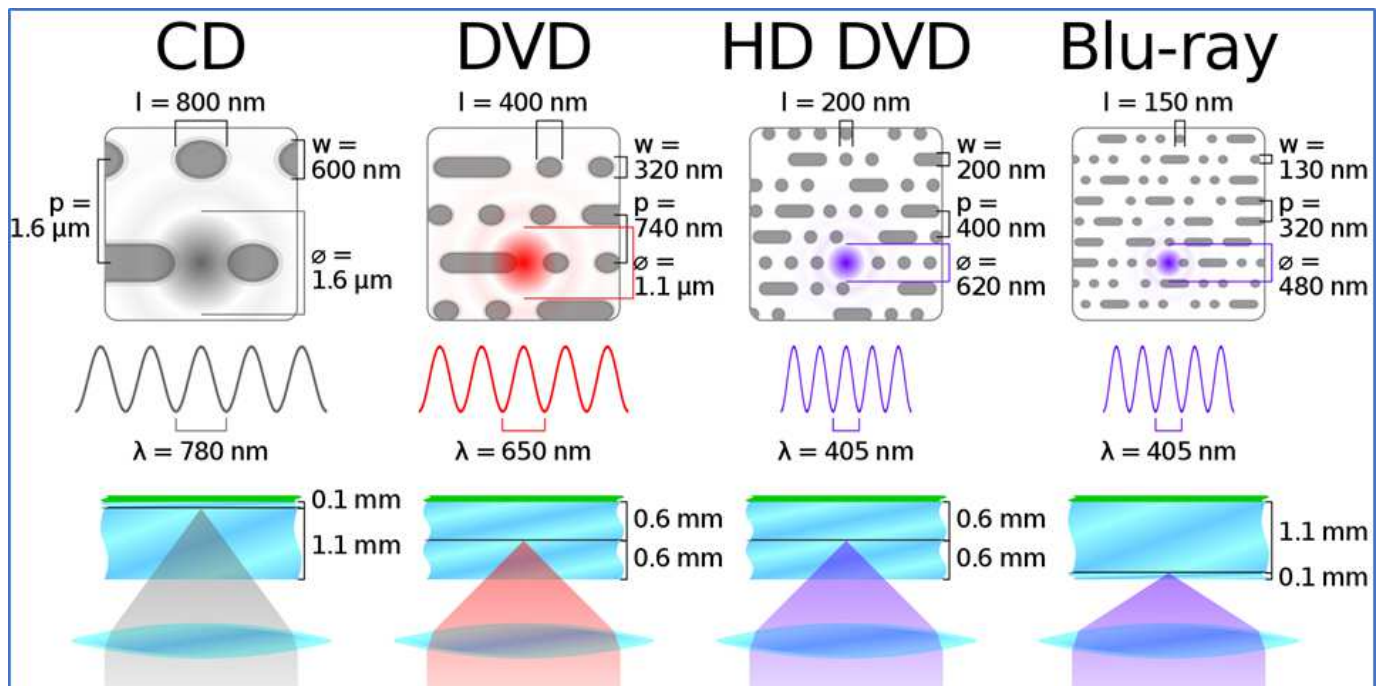 CD
l = 800 nm
w =
600 nm
p =
1.6 µm
⌀ =
1.6 µm
λ = 780 nm
0.1 mm
1.1 mm
DVD
l = 400 nm
w =
320 nm
p =
740 nm
⌀ =
1.1 µm
λ = 650 nm
0.6 mm
0.6 mm
HD DVD
l = 200 nm
w =
200 nm
p =
400 nm
⌀ =
620 nm
λ = 405 nm
0.6 mm
0.6 mm
Blu-ray
l = 150 nm
w =
130 nm
p =
320 nm
⌀ =
480 nm
λ = 405 nm
1.1 mm
0.1 mm